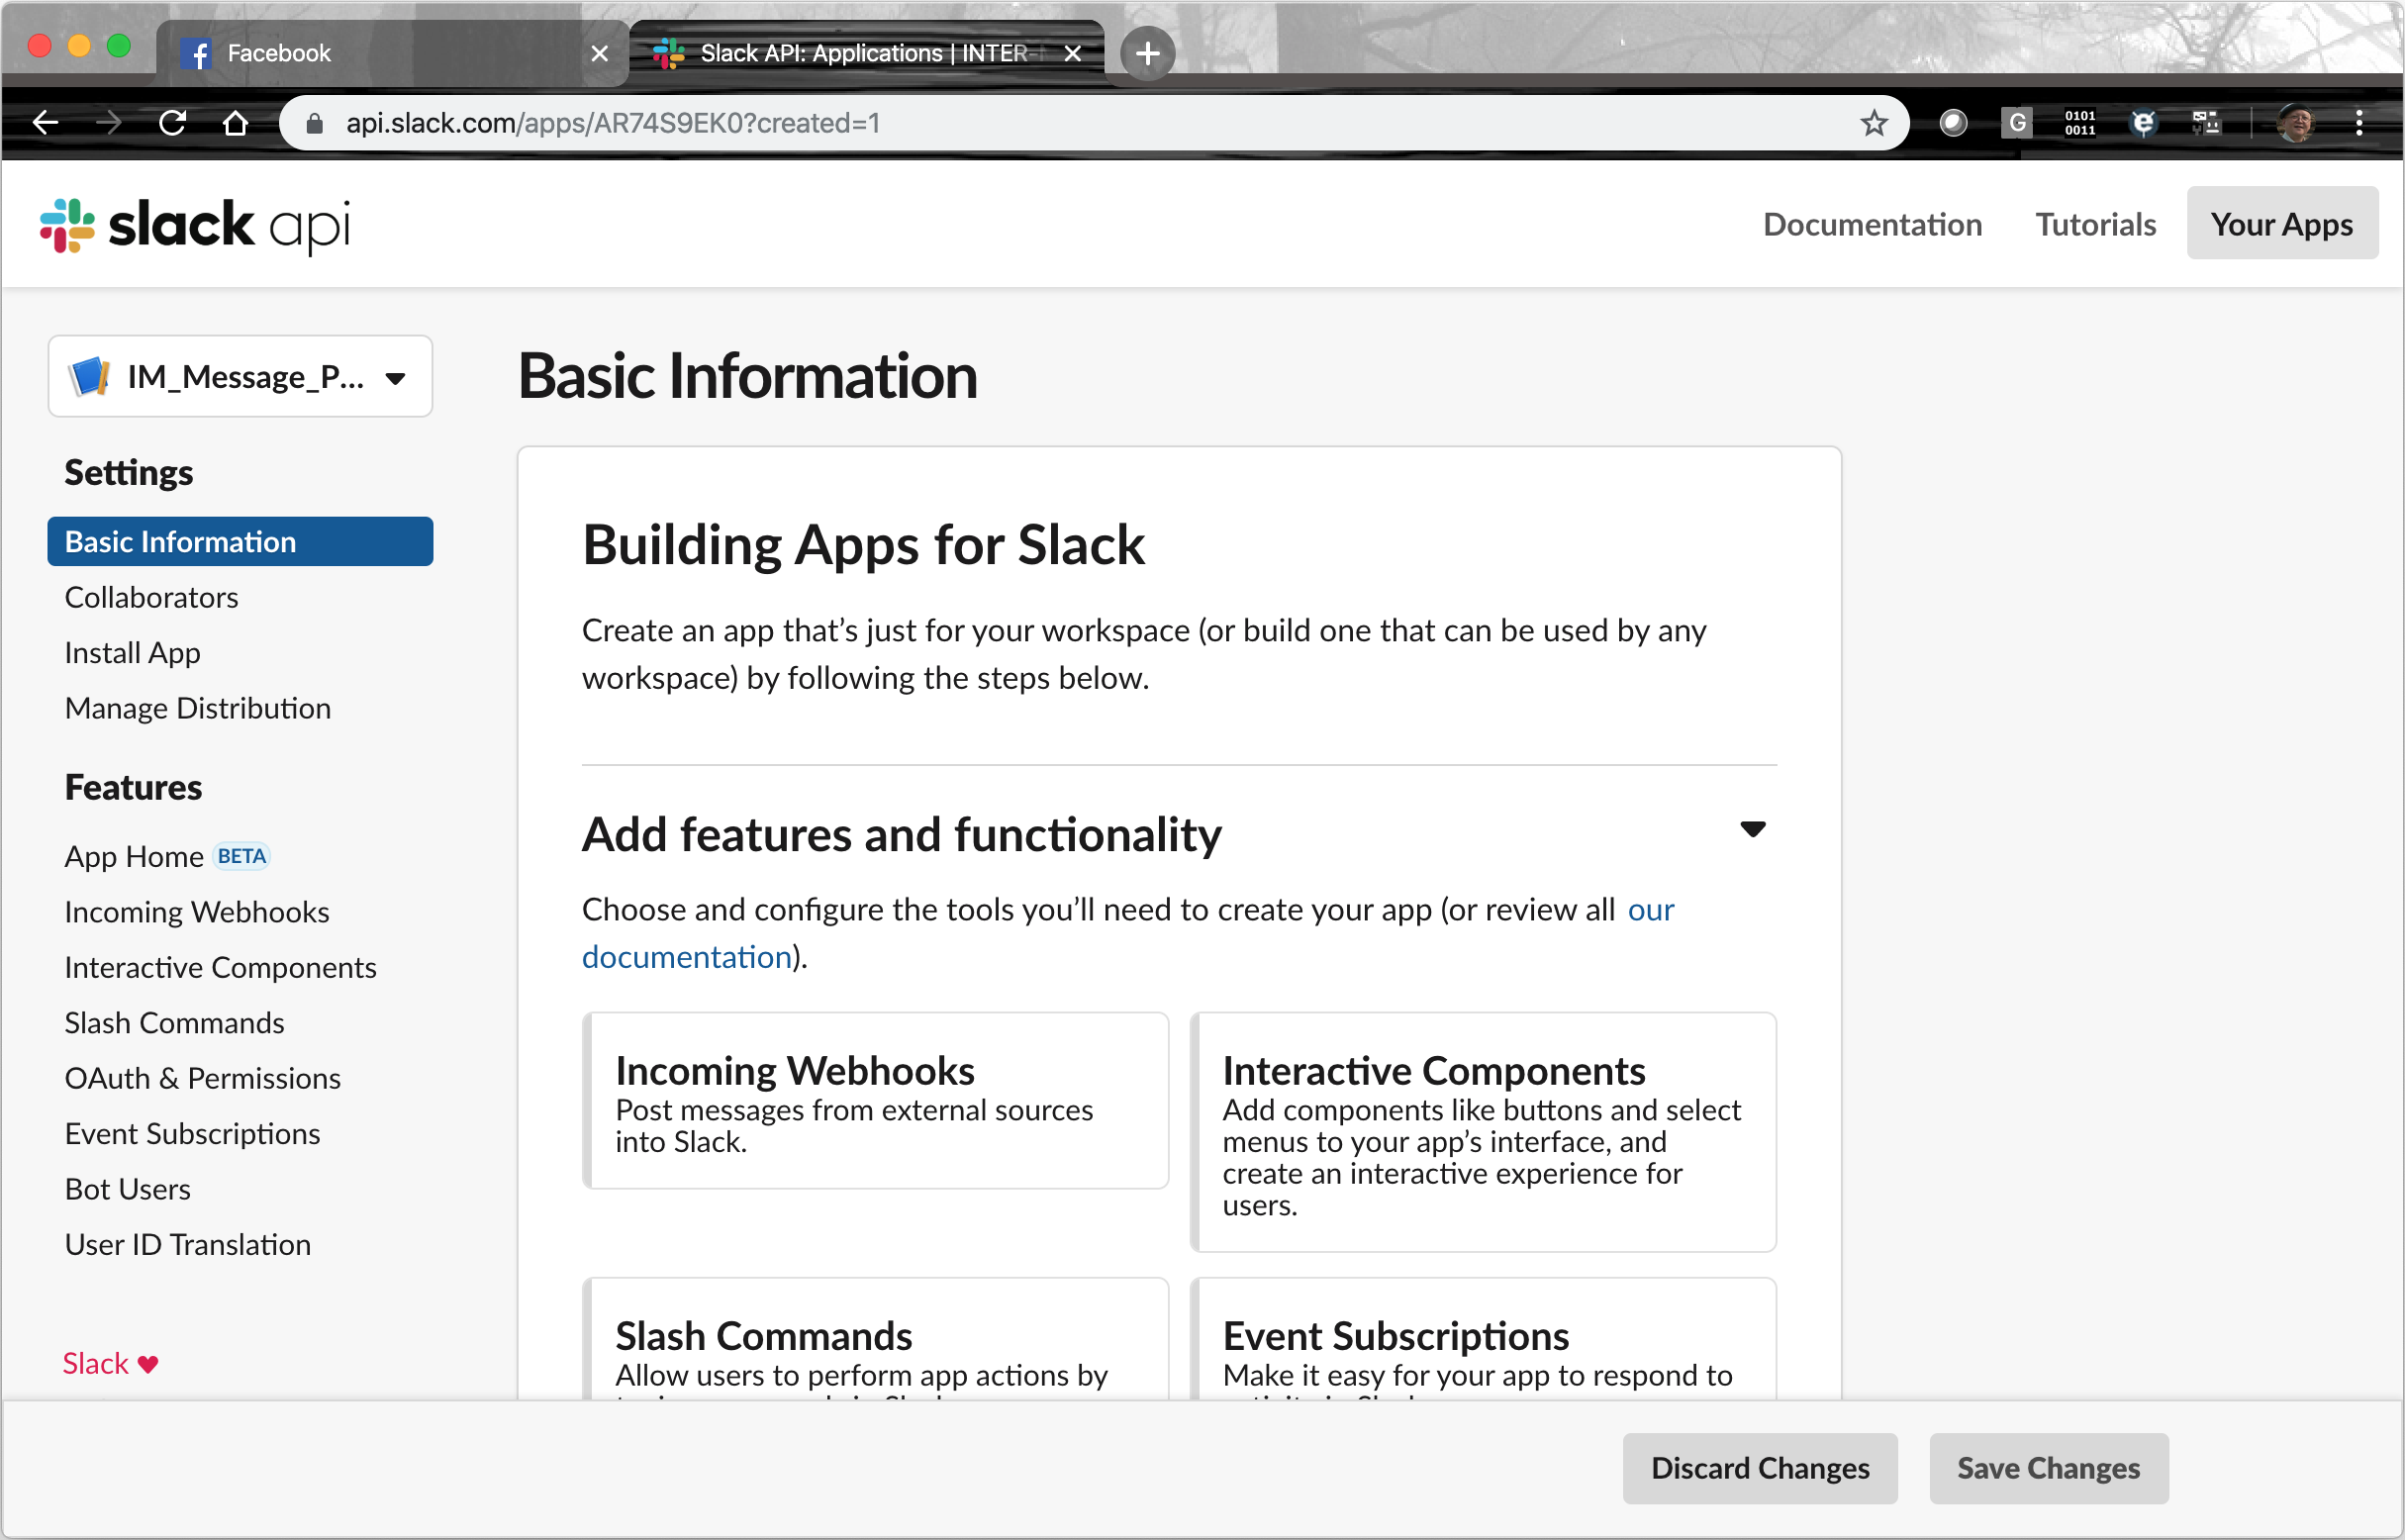 Facebook
Slack API: Applications | INTER-
api.slack.com/apps/AR74S9EK0?created=1
G
0101
0011
slack api
Documentation
Tutorials
Your Apps
IM_Message_P...
Settings
Basic Information
Collaborators
Install App
Manage Distribution
Features
App Home BETA
Incoming Webhooks
Interactive Components
Slash Commands
OAuth & Permissions
Event Subscriptions
Bot Users
User ID Translation
Slack ♥
Basic Information
Building Apps for Slack
Create an app that’s just for your workspace (or build one that can be used by any
workspace) by following the steps below.
Add features and functionality
Choose and configure the tools you’ll need to create your app (or review all our
documentation).
Incoming Webhooks
Post messages from external sources
into Slack.
Interactive Components
Add components like buttons and select
menus to your app’s interface, and
create an interactive experience for
users.
Slash Commands
Allow users to perform app actions by
Event Subscriptions
Make it easy for your app to respond to
Discard Changes
Save Changes